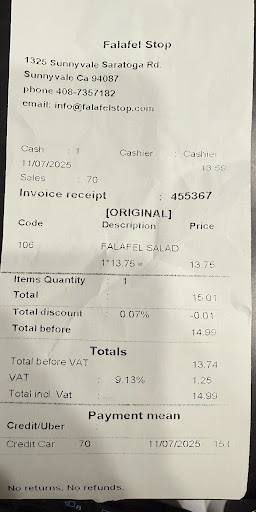 Falafel Stop
1325 Sunnyvale Saratoga Rd.
Sunnyvale Ca 94087
phone 408-7357182
email: info@falafelstop.com
Cash : 1 Cashier : Cashier
11/07/2025 13:59
Sales : 70
Invoice receipt : 455367
[ORIGINAL]
Code Description Price
106 FALAFEL SALAD
1*13.75 = 13.75
Items Quantity : 1
Total : 15.01
Total discount : 0.07% -0.01
Total before 14.99
Totals
Total before VAT 13.74
VAT : 9.13% 1.25
Total incl. Vat : 14.99
Payment mean
Credit/Uber :
Credit Car 70 11/07/2025
No returns, No refunds.